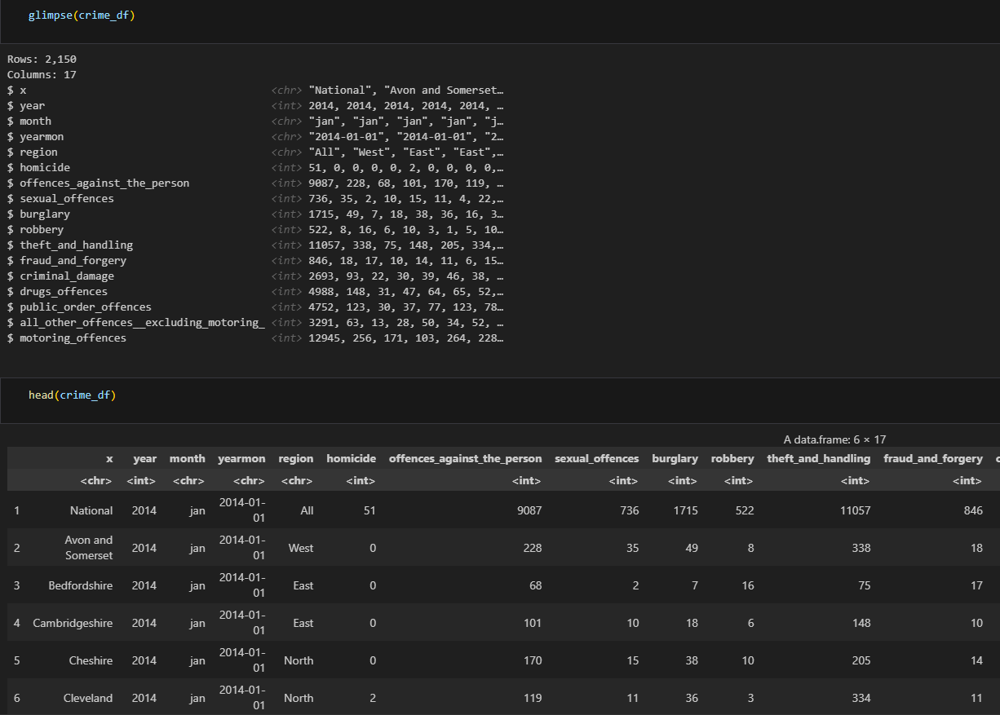 glimpse(crime_df)
Rows: 2,150
Columns: 17
$ x <chr> "National", "Avon and Somerset…
$ year <int> 2014, 2014, 2014, 2014, 2014, …
$ month <chr> "jan", "jan", "jan", "jan", "j…
$ yearmon <chr> "2014-01-01", "2014-01-01", "2…
$ region <chr> "All", "West", "East", "East",…
$ homicide <int> 51, 0, 0, 0, 0, 2, 0, 0, 0, 0,…
$ offences_against_the_person <int> 9087, 228, 68, 101, 170, 119, …
$ sexual_offences <int> 736, 35, 2, 10, 15, 11, 4, 22,…
$ burglary <int> 1715, 49, 7, 18, 38, 36, 16, 3…
$ robbery <int> 522, 8, 16, 6, 10, 3, 1, 5, 10…
$ theft_and_handling <int> 11057, 338, 75, 148, 205, 334,…
$ fraud_and_forgery <int> 846, 18, 17, 10, 14, 11, 6, 15…
$ criminal_damage <int> 2693, 93, 22, 30, 39, 46, 38, …
$ drugs_offences <int> 4988, 148, 31, 47, 64, 65, 52,…
$ public_order_offences <int> 4752, 123, 30, 37, 77, 123, 78…
$ all_other_offences__excluding_motoring_ <int> 3291, 63, 13, 28, 50, 34, 52, …
$ motoring_offences <int> 12945, 256, 171, 103, 264, 228…
head(crime_df)
A data.frame: 6 × 17
x year month yearmon region homicide offences_against_the_person sexual_offences burglary robbery theft_and_handling fraud_and_forgery
<chr> <int> <chr> <chr> <chr> <int> <int> <int> <int> <int> <int> <int>
1 National 2014 jan 2014-01-01 All 51 9087 736 1715 522 11057 846
2 Avon and Somerset 2014 jan 2014-01-01 West 0 228 35 49 8 338 18
3 Bedfordshire 2014 jan 2014-01-01 East 0 68 2 7 16 75 17
4 Cambridgeshire 2014 jan 2014-01-01 East 0 101 10 18 6 148 10
5 Cheshire 2014 jan 2014-01-01 North 0 170 15 38 10 205 14
6 Cleveland 2014 jan 2014-01-01 North 2 119 11 36 3 334 11